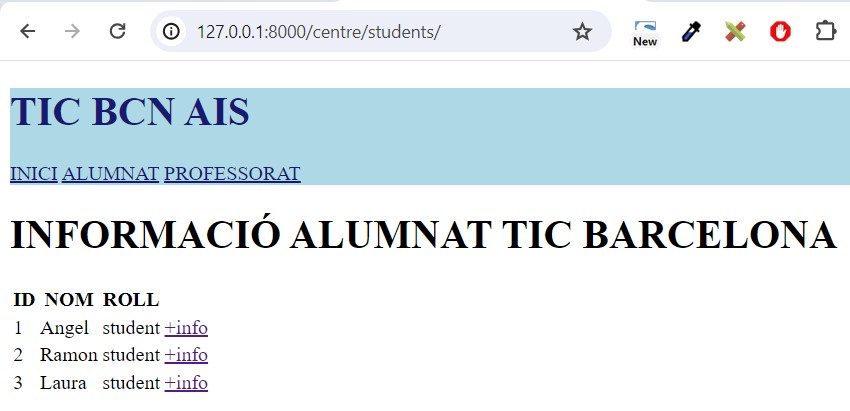 127.0.0.1:8000/centre/students/
New
TIC BCN AIS
INICI ALUMNAT PROFESSORAT
INFORMACIÓ ALUMNAT TIC BARCELONA
ID NOM ROLL
1 Angel student +info
2 Ramon student +info
3 Laura student +info